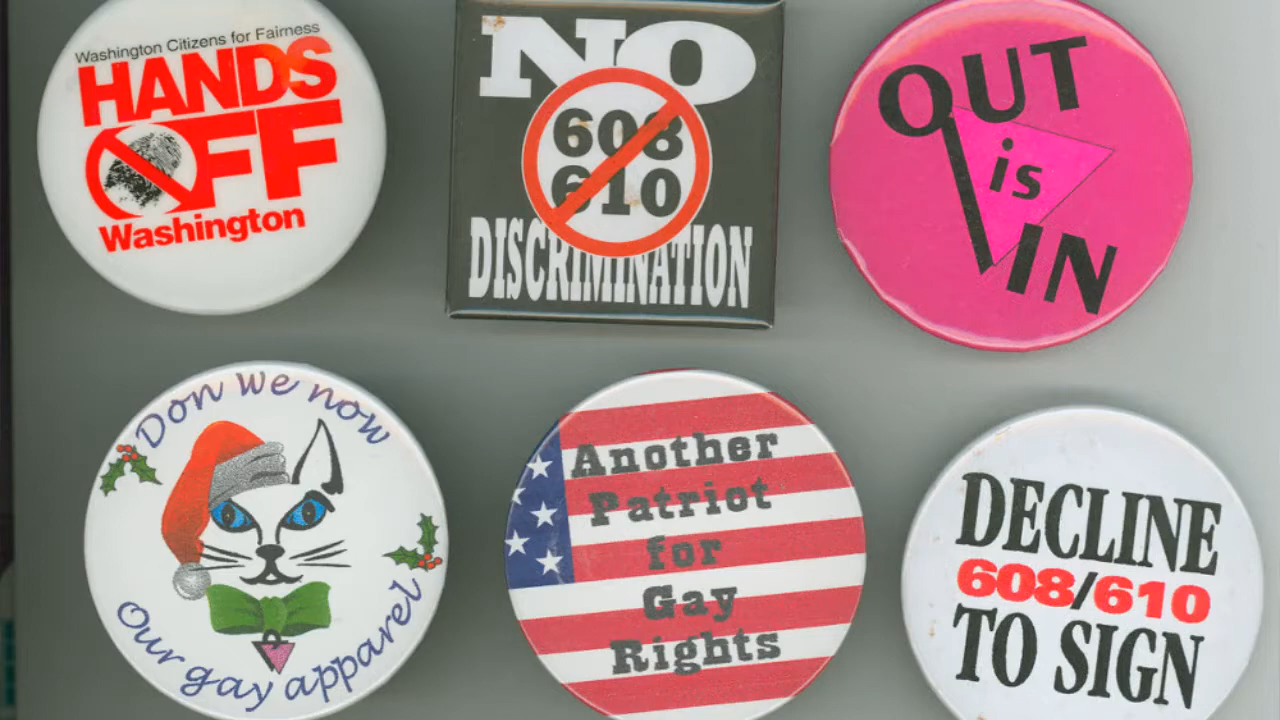 Washington Citizens for Fairness
HANDS
OFF
Washington
NO
608
610
DISCRIMINATION
OUT
is
IN
Don we now
Our gay apparel
Another
Patriot
for
Gay
Rights
DECLINE
608/610
TO SIGN